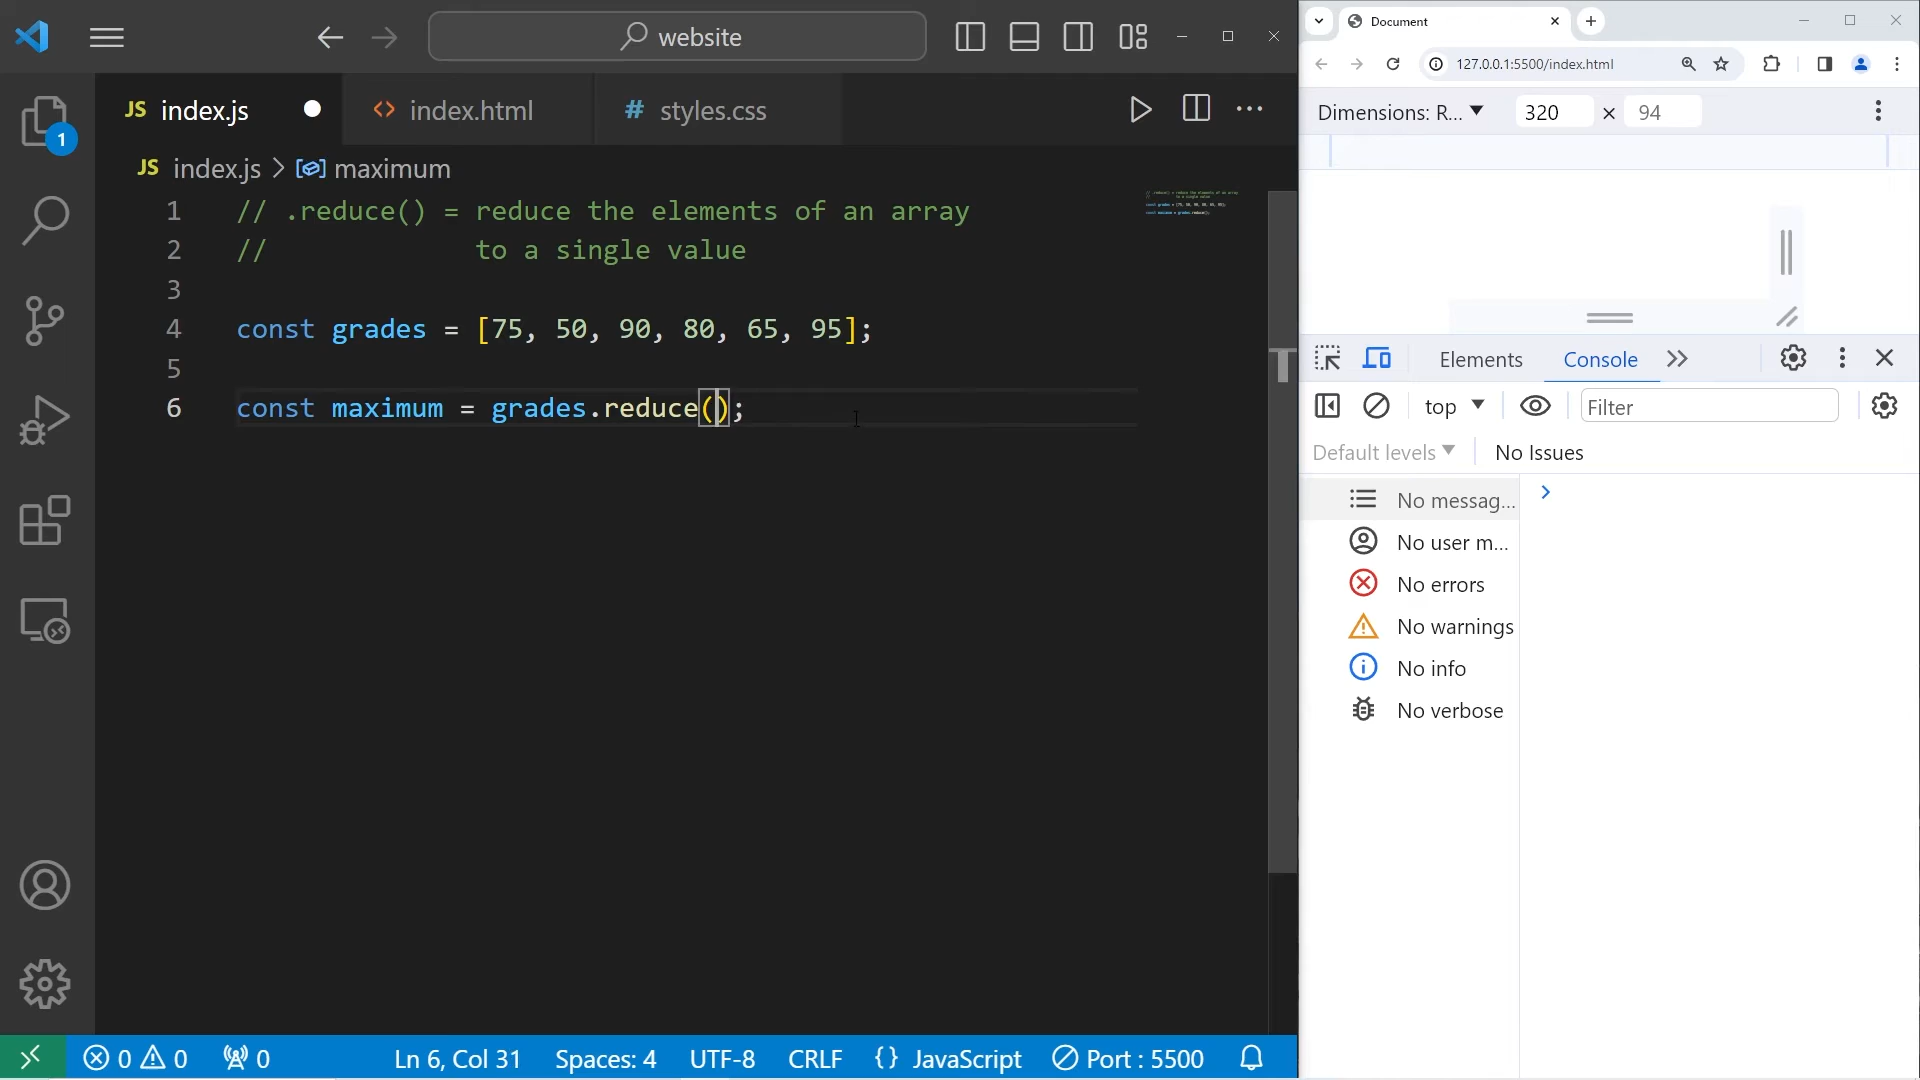 website
JS index.js
index.html
# styles.css
JS index.js > maximum
1 // .reduce() = reduce the elements of an array
2 // to a single value
3
4 const grades = [75, 50, 90, 80, 65, 95];
5
6 const maximum = grades.reduce();
1
0 0 0
Ln 6, Col 31
Spaces: 4
UTF-8
CRLF
{} JavaScript
Port : 5500
Document
127.0.0.1:5500/index.html
Dimensions: R... 320 × 94
Elements
Console
top
Filter
Default levels
No Issues
No messag...
No user m...
No errors
No warnings
No info
No verbose